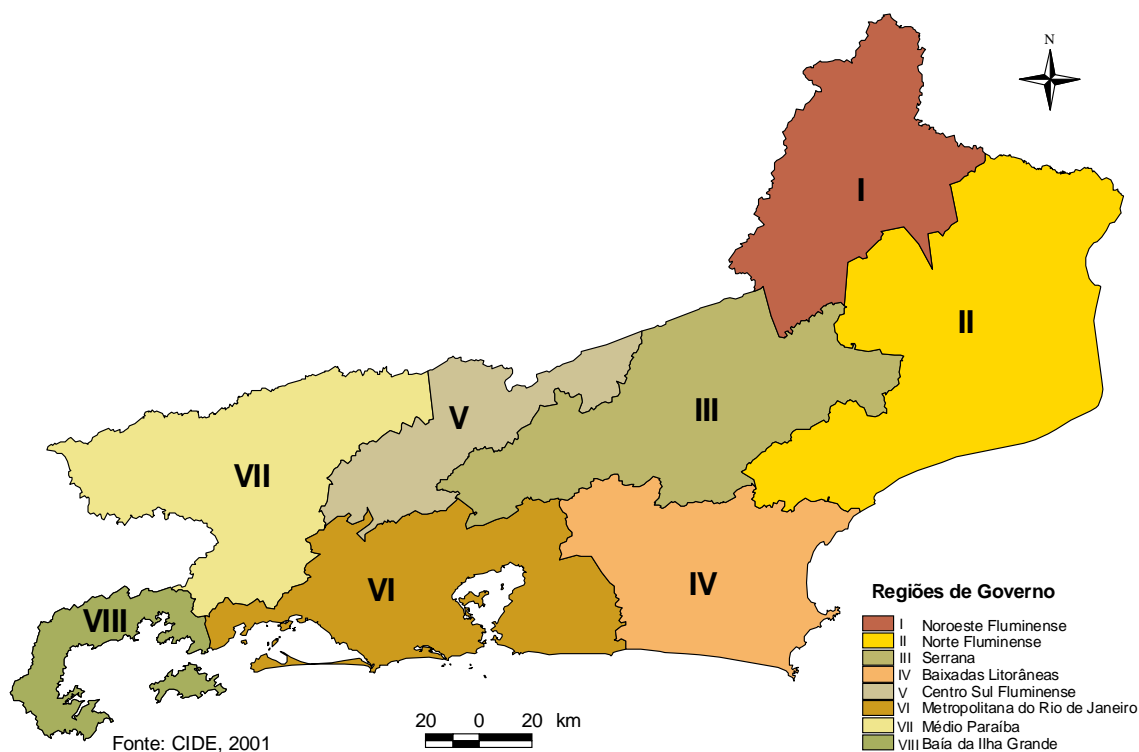 N
I
II
III
V
VII
IV
VI
VIII
Regiões de Governo
I Noroeste Fluminense
II Norte Fluminense
III Serrana
IV Baixadas Litorâneas
V Centro Sul Fluminense
VI Metropolitana do Rio de Janeiro
VII Médio Paraíba
VIII Baía da Ilha Grande
20 0 20 km
Fonte: CIDE, 2001